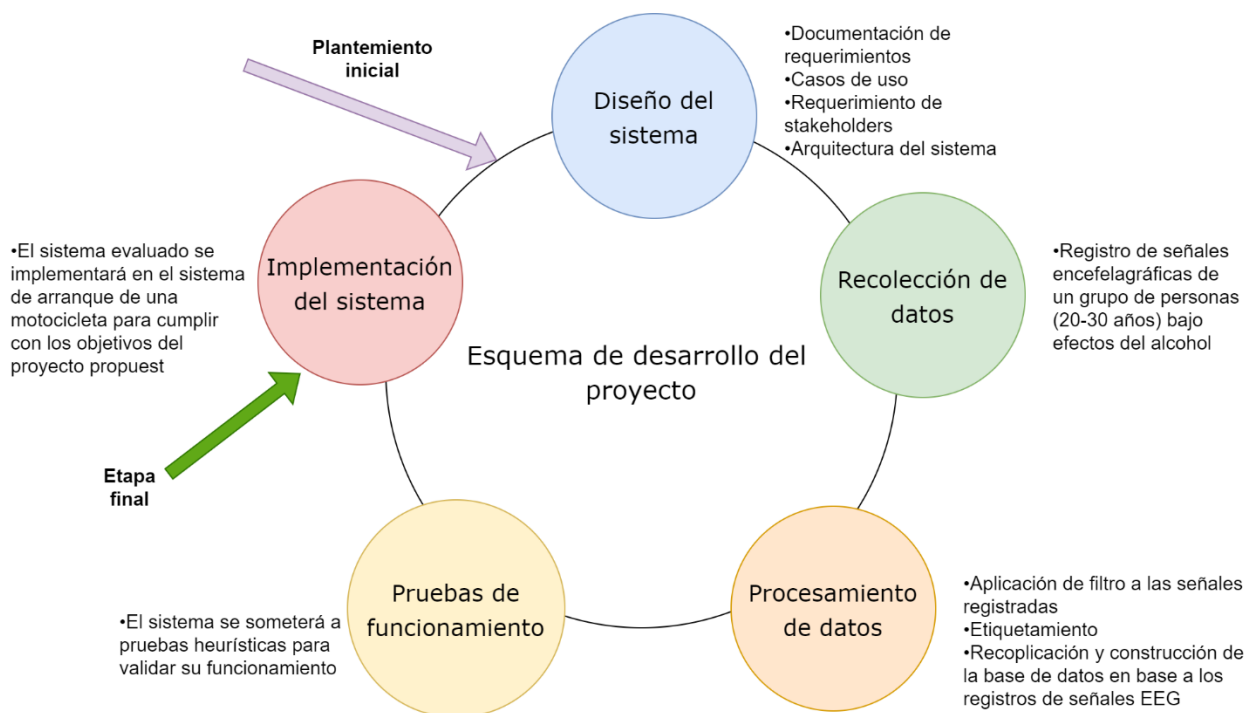 Plantemiento
inicial
Diseño del
sistema
•Documentación de
requerimientos
•Casos de uso
•Requerimiento de
stakeholders
•Arquitectura del sistema
Recolección de
datos
•Registro de señales
encefelagráficas de
un grupo de personas
(20-30 años) bajo
efectos del alcohol
Procesamiento
de datos
•Aplicación de filtro a las señales
registradas
•Etiquetamiento
•Recoplicación y construcción de
la base de datos en base a los
registros de señales EEG
Pruebas de
funcionamiento
•El sistema se someterá a
pruebas heurísticas para
validar su funcionamiento
Implementación
del sistema
•El sistema evaluado se
implementará en el sistema
de arranque de una
motocicleta para cumplir
con los objetivos del
proyecto propuest
Etapa
final
Esquema de desarrollo del
proyecto